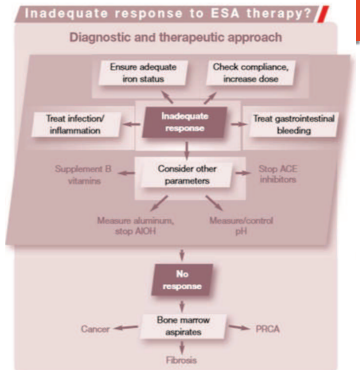 Inadequate response to ESA therapy?
Diagnostic and therapeutic approach
Ensure adequate
iron status
Check compliance,
increase dose
Treat infection/
inflammation
Inadequate
response
Treat gastrointestinal
bleeding
Supplement B
vitamins
Consider other
parameters
Stop ACE
inhibitors
Measure aluminum,
stop AlOH
Measure/control
pH
No
response
Cancer
Bone marrow
aspirates
PRCA
Fibrosis